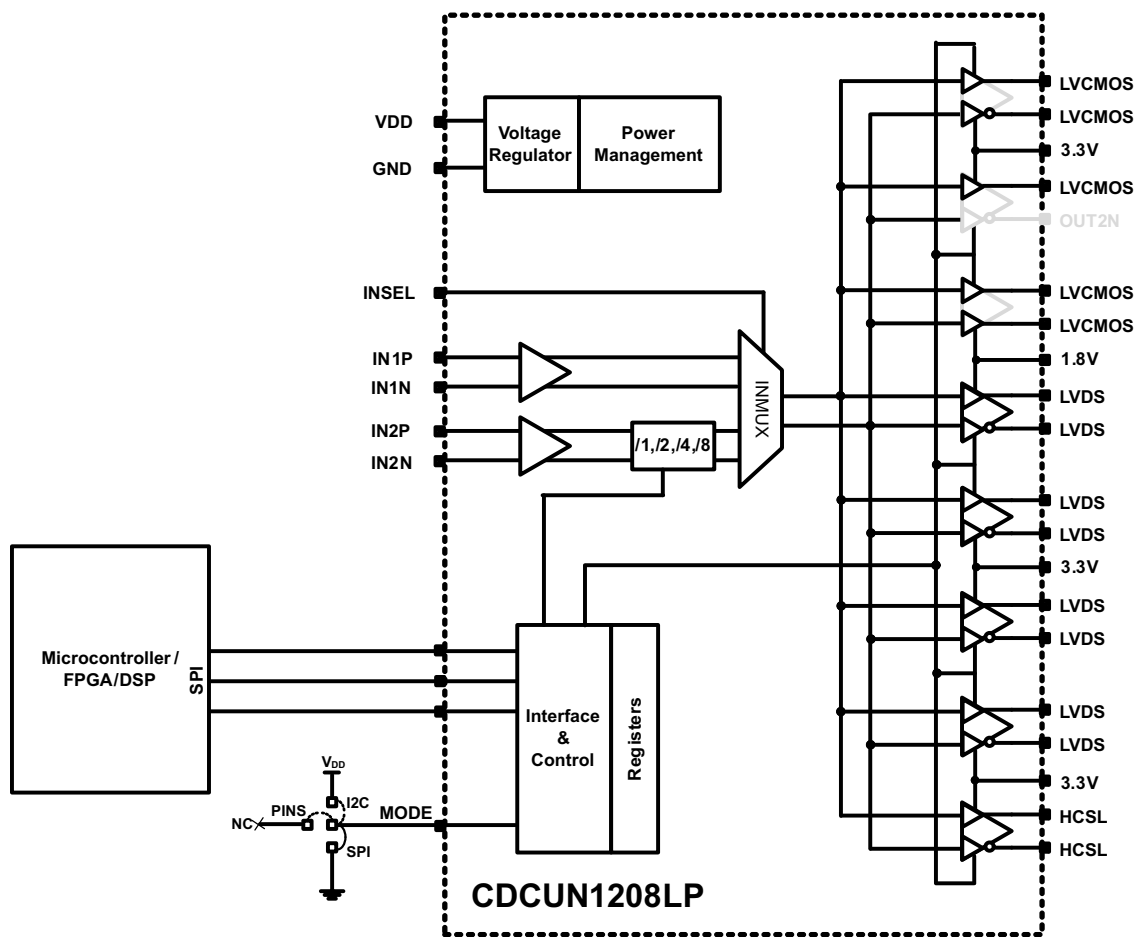 VDD
GND
Voltage
Regulator
Power
Management
INSEL
IN1P
IN1N
IN2P
IN2N
/1,/2,/4,/8
INMUX
LVCMOS
LVCMOS
3.3V
LVCMOS
OUT2N
LVCMOS
LVCMOS
1.8V
LVDS
LVDS
LVDS
LVDS
3.3V
LVDS
LVDS
LVDS
LVDS
3.3V
HCSL
HCSL
Microcontroller/
FPGA/DSP
SPI
Interface
&
Control
Registers
VDD
I2C
PINS
NC
SPI
MODE
CDCUN1208LP